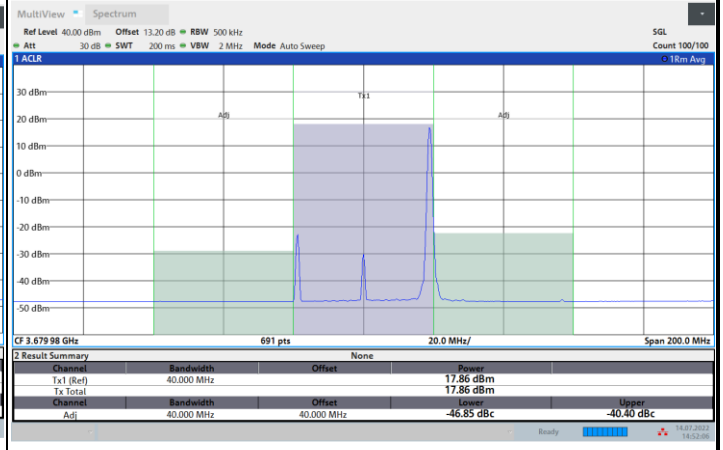 MultiView Spectrum
Ref Level 40.00 dBm Offset 13.20 dB RBW 500 kHz SGL
Att 30 dB SWT 200 ms VBW 2 MHz Mode Auto Sweep Count 100/100
1 ACLR 1Rm Avg
Tx1
Adj Adj
30 dBm
20 dBm
10 dBm
0 dBm
-10 dBm
-20 dBm
-30 dBm
-40 dBm
-50 dBm
CF 3.679 98 GHz 691 pts 20.0 MHz/ Span 200.0 MHz
2 Result Summary None
Channel Bandwidth Offset Power
Tx1 (Ref) 40.000 MHz 17.86 dBm
Tx Total 17.86 dBm
Channel Bandwidth Offset Lower Upper
Adj 40.000 MHz 40.000 MHz -46.85 dBc -40.40 dBc
Ready 14.07.2022
14:52:06